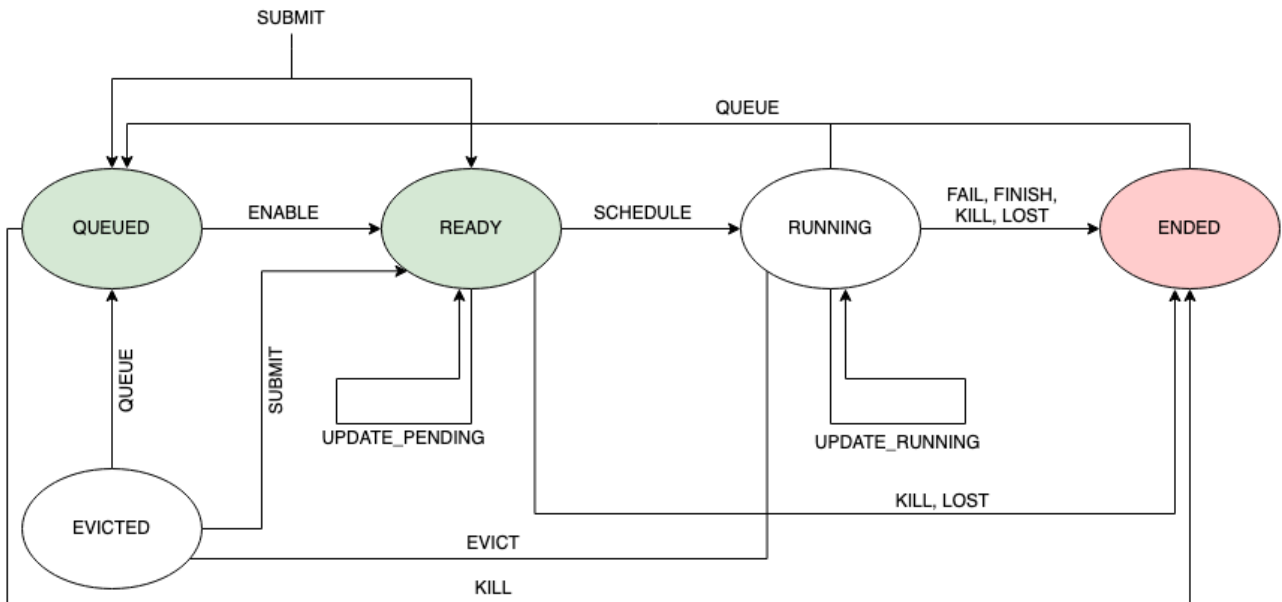 SUBMIT
QUEUE
QUEUED
ENABLE
READY
SCHEDULE
RUNNING
FAIL, FINISH,
KILL, LOST
ENDED
QUEUE
SUBMIT
UPDATE_PENDING
UPDATE_RUNNING
KILL, LOST
EVICTED
EVICT
KILL